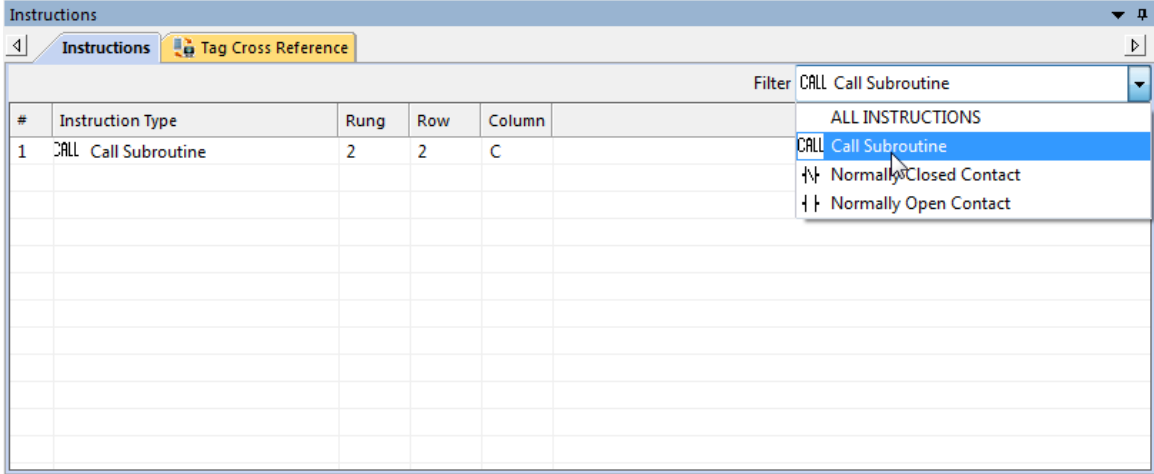 Instructions
Instructions Tag Cross Reference
Filter CALL Call Subroutine
# Instruction Type Rung Row Column
ALL INSTRUCTIONS
1 CALL Call Subroutine 2 2 C
CALL Call Subroutine
Normally Closed Contact
Normally Open Contact